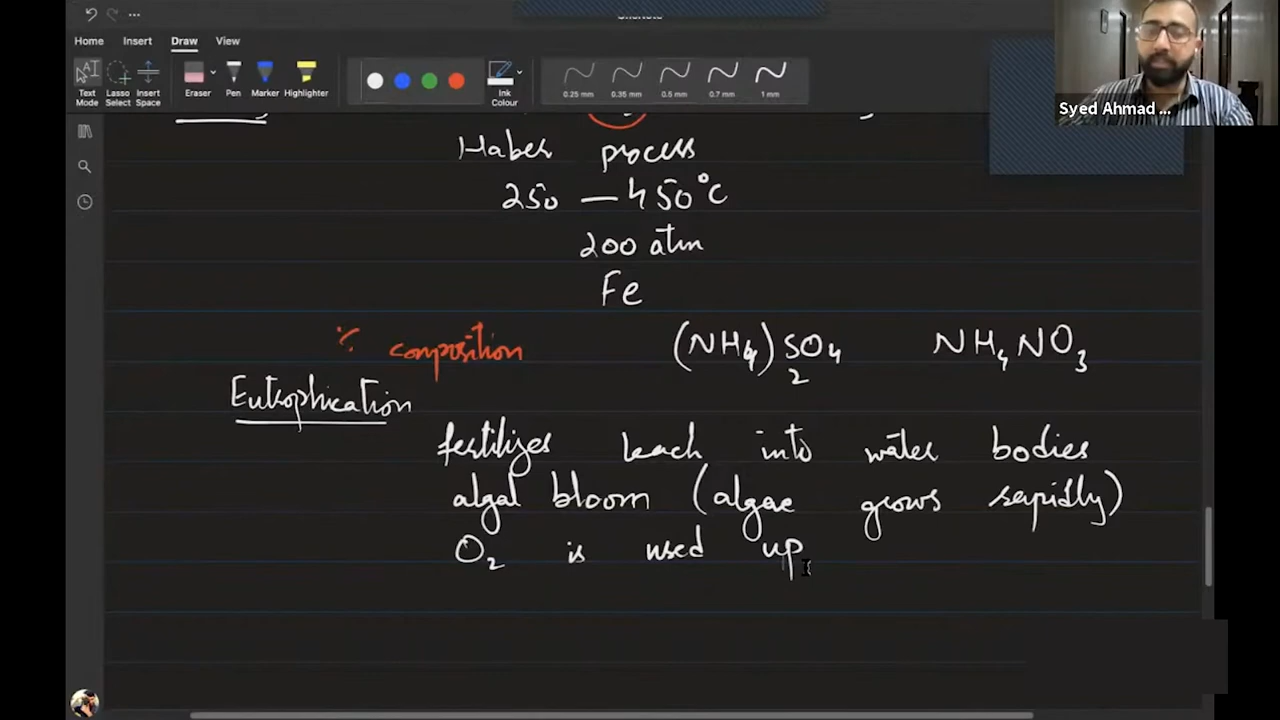 OneNote
Home Insert Draw View
Text Mode Lasso Select Insert Space Eraser Pen Marker Highlighter Ink Colour 0.25 mm 0.35 mm 0.5 mm 0.7 mm 1 mm
Syed Ahmad ...
Haber process
250 — 450°C
200 atm
Fe
% composition (NH4)2SO4 NH4NO3
Eutrophication
fertilizers leach into water bodies
algal bloom (algae grows rapidly)
O2 is used up